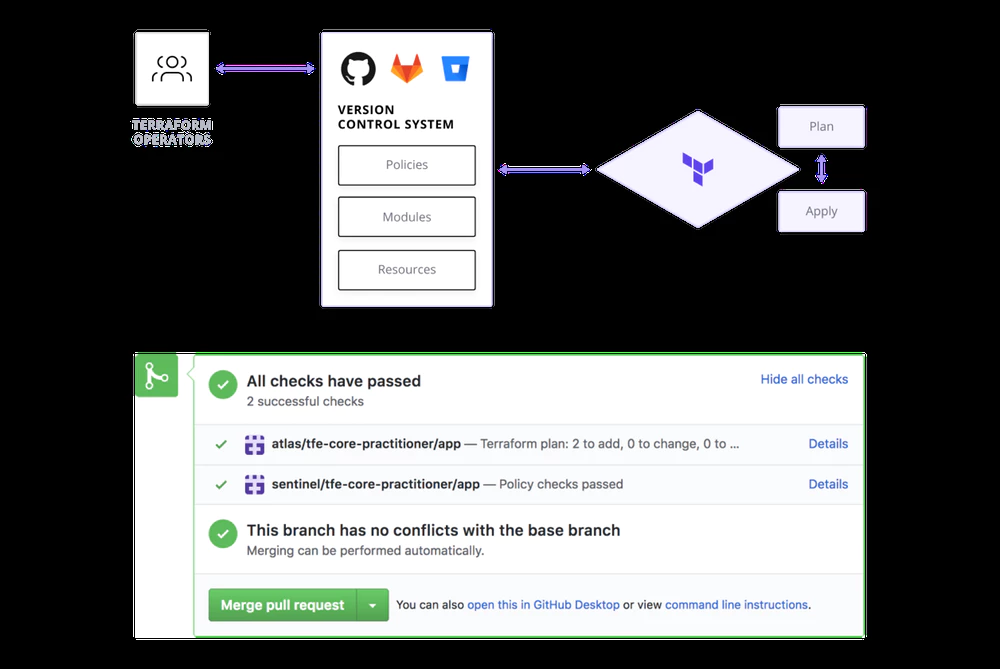 TERRAFORM
OPERATORS
VERSION
CONTROL SYSTEM
Policies
Modules
Resources
Plan
Apply
All checks have passed
Hide all checks
2 successful checks
atlas/tfe-core-practitioner/app — Terraform plan: 2 to add, 0 to change, 0 to ... Details
sentinel/tfe-core-practitioner/app — Policy checks passed Details
This branch has no conflicts with the base branch
Merging can be performed automatically.
Merge pull request You can also open this in GitHub Desktop or view command line instructions.